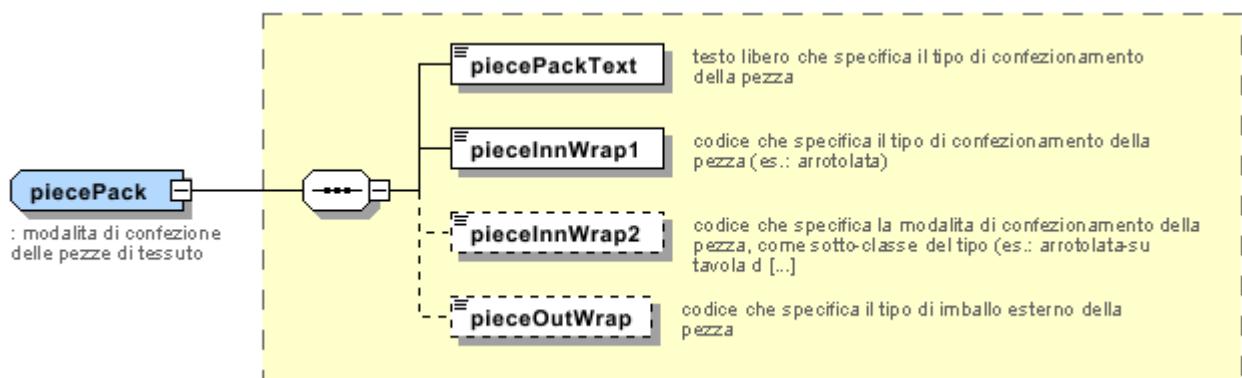 piecePackText
testo libero che specifica il tipo di confezionamento
della pezza
pieceInnWrap1
codice che specifica il tipo di confezionamento della
pezza (es.: arrotolata)
piecePack
: modalita di confezione
delle pezze di tessuto
pieceInnWrap2
codice che specifica la modalita di confezionamento della
pezza, come sotto-classe del tipo (es.: arrotolata-su
tavola d [...]
pieceOutWrap
codice che specifica il tipo di imballo esterno della
pezza